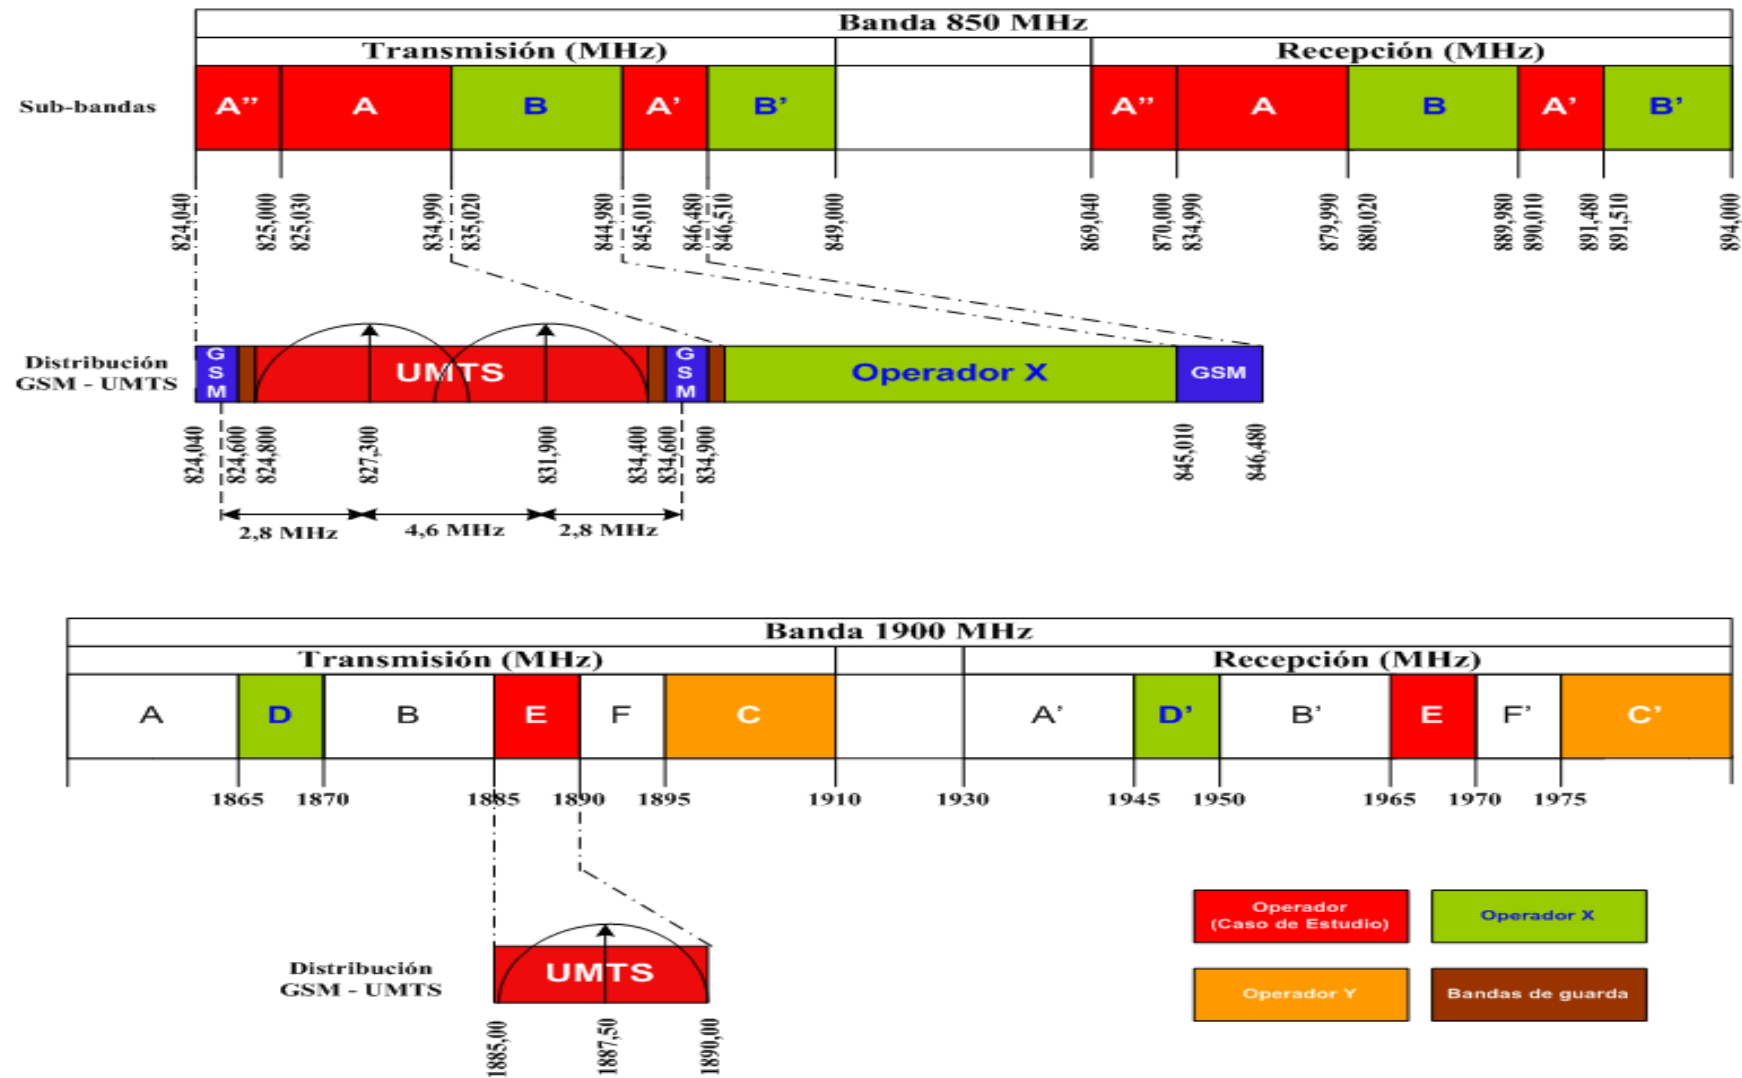 Banda 850 MHz
Transmisión (MHz) Recepción (MHz)
Sub-bandas A” A B A’ B’ A” A B A’ B’
824,040 825,000 825,030 834,990 835,020 844,980 845,010 846,480 846,510 849,000 869,040 870,000 834,990 879,990 880,020 889,980 890,010 891,480 891,510 894,000
Distribución
GSM - UMTS
GSM UMTS GSM Operador X GSM
824,040 824,600 824,800 827,300 831,900 834,400 834,600 834,900 845,010 846,480
2,8 MHz 4,6 MHz 2,8 MHz
Banda 1900 MHz
Transmisión (MHz) Recepción (MHz)
A D B E F C A’ D’ B’ E F’ C’
1865 1870 1885 1890 1895 1910 1930 1945 1950 1965 1970 1975
Distribución
GSM - UMTS
UMTS
1885,00 1887,50 1890,00
Operador
(Caso de Estudio)
Operador X
Operador Y
Bandas de guarda